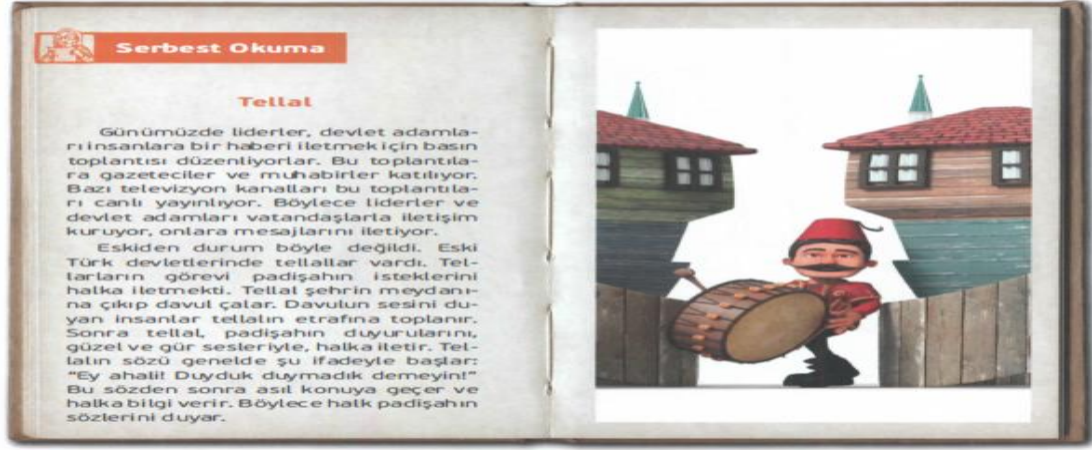 Serbest Okuma
Tellal
Günümüzde liderler, devlet adamla-
rı insanlara bir haberi iletmek için basın
toplantısı düzenliyorlar. Bu toplantıla-
ra gazeteciler ve muhabirler katılıyor.
Bazı televizyon kanalları bu toplantıla-
rı canlı yayınlıyor. Böylece liderler ve
devlet adamları vatandaşlarla iletişim
kuruyor, onlara mesajlarını iletiyor.
Eskiden durum böyle değildi. Eski
Türk devletlerinde tellallar vardı. Tel-
larların görevi padişahın isteklerini
halka iletmekti. Tellal şehrin meydanı-
na çıkıp davul çalar. Davulun sesini du-
yan insanlar tellalın etrafına toplanır.
Sonra tellal, padişahın duyurularını,
güzel ve gür sesleriyle, halka iletir. Tel-
lalın sözü genelde şu ifadeyle başlar:
"Ey ahali! Duyduk duymadık demeyin!"
Bu sözden sonra asıl konuya geçer ve
halka bilgi verir. Böylece halk padişahın
sözlerini duyar.